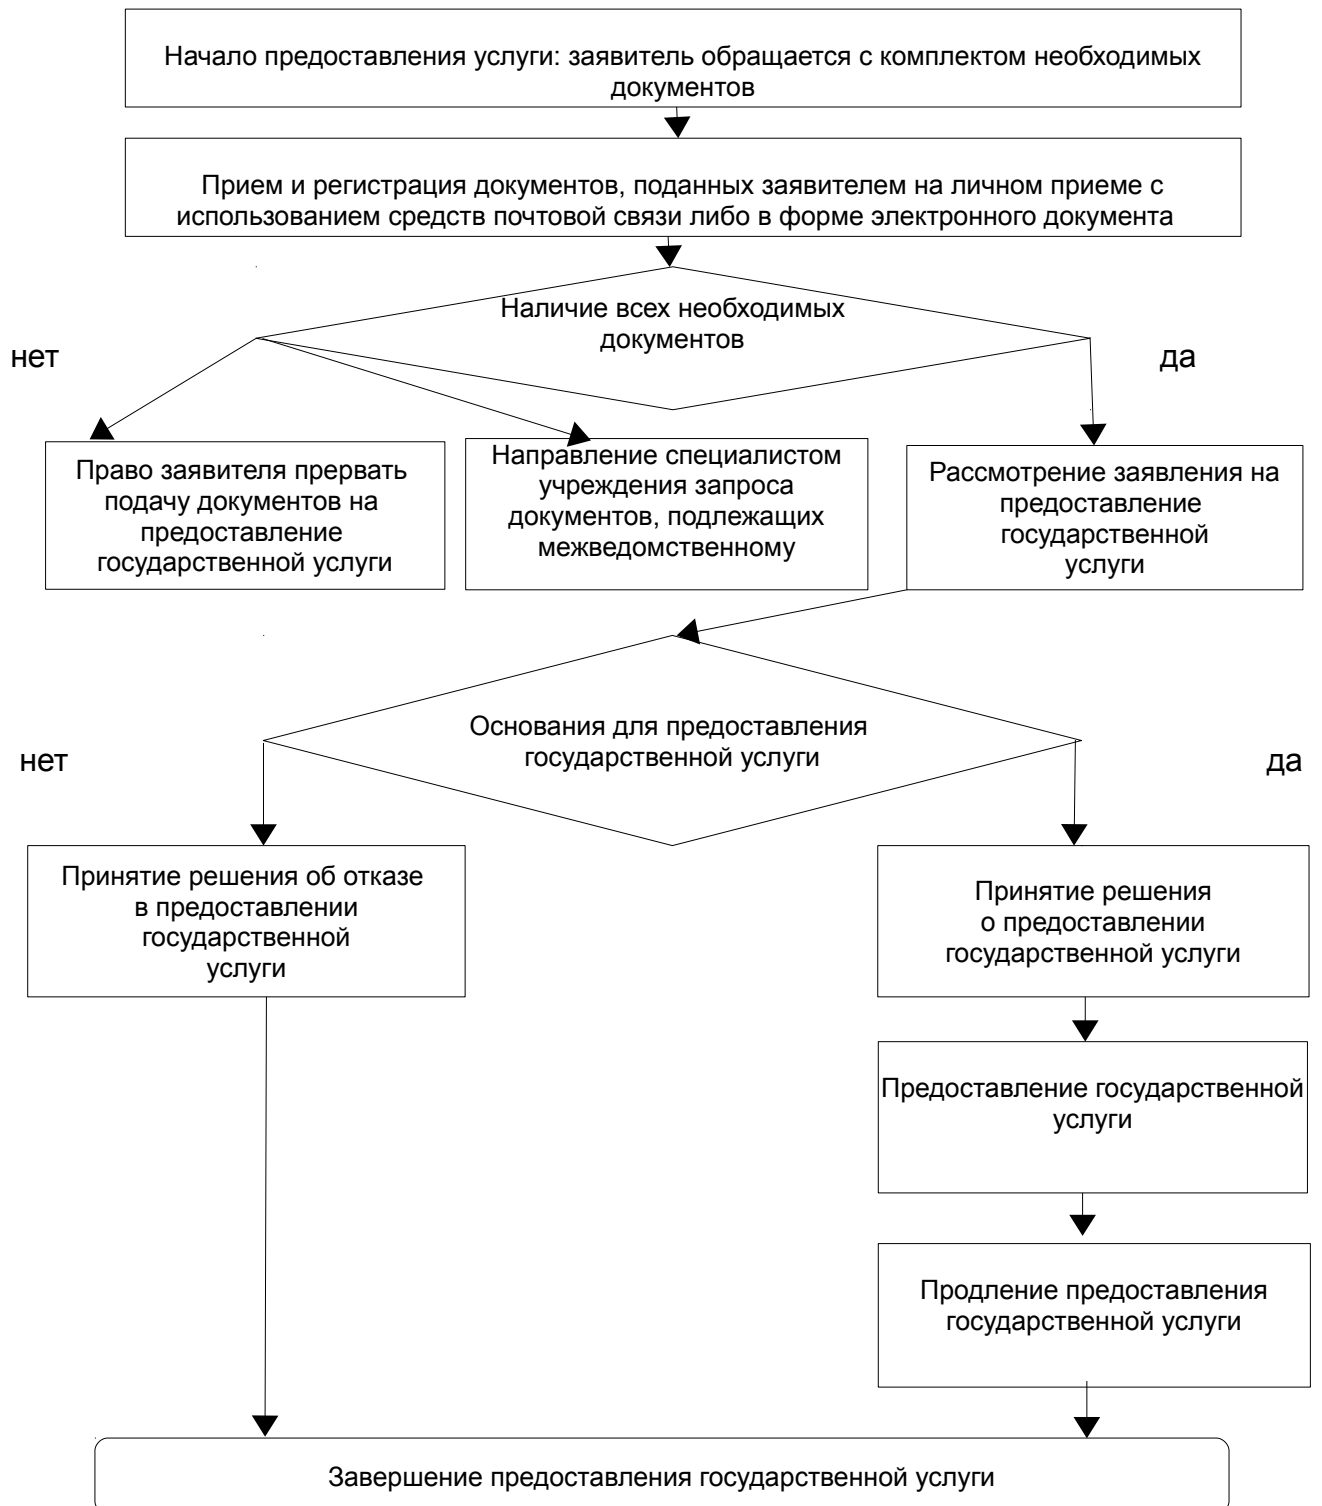 Начало предоставления услуги: заявитель обращается с комплектом необходимых
документов
Прием и регистрация документов, поданных заявителем на личном приеме с
использованием средств почтовой связи либо в форме электронного документа
Наличие всех необходимых
документов
нет
да
Право заявителя прервать
подачу документов на
предоставление
государственной услуги
Направление специалистом
учреждения запроса
документов, подлежащих
межведомственному
Рассмотрение заявления на
предоставление
государственной
услуги
Основания для предоставления
государственной услуги
нет
да
Принятие решения об отказе
в предоставлении
государственной
услуги
Принятие решения
о предоставлении
государственной услуги
Предоставление государственной
услуги
Продление предоставления
государственной услуги
Завершение предоставления государственной услуги